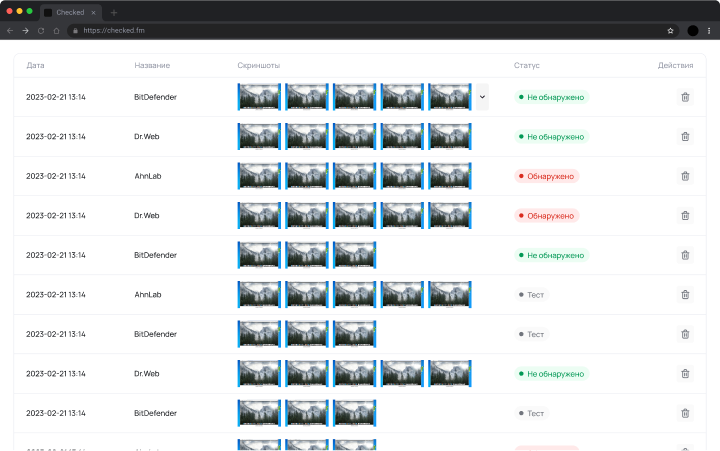 Checked
https://checked.fm
Дата Название Скриншоты Статус Действия
2023-02-21 13:14 BitDefender Не обнаружено
2023-02-21 13:14 Dr.Web Не обнаружено
2023-02-21 13:14 AhnLab Обнаружено
2023-02-21 13:14 Dr.Web Обнаружено
2023-02-21 13:14 BitDefender Не обнаружено
2023-02-21 13:14 AhnLab Тест
2023-02-21 13:14 BitDefender Тест
2023-02-21 13:14 Dr.Web Не обнаружено
2023-02-21 13:14 BitDefender Тест